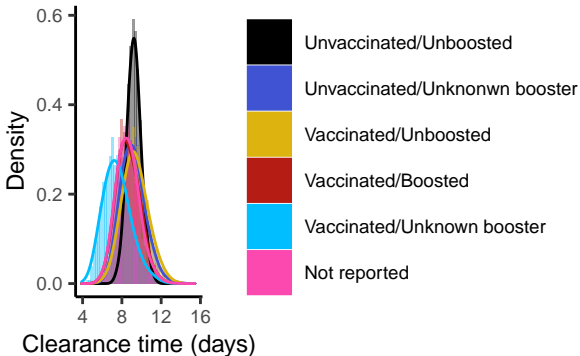 0.6
0.4
0.2
0.0
Density
4 8 12 16
Clearance time (days)
Unvaccinated/Unboosted
Unvaccinated/Unknonwn booster
Vaccinated/Unboosted
Vaccinated/Boosted
Vaccinated/Unknown booster
Not reported